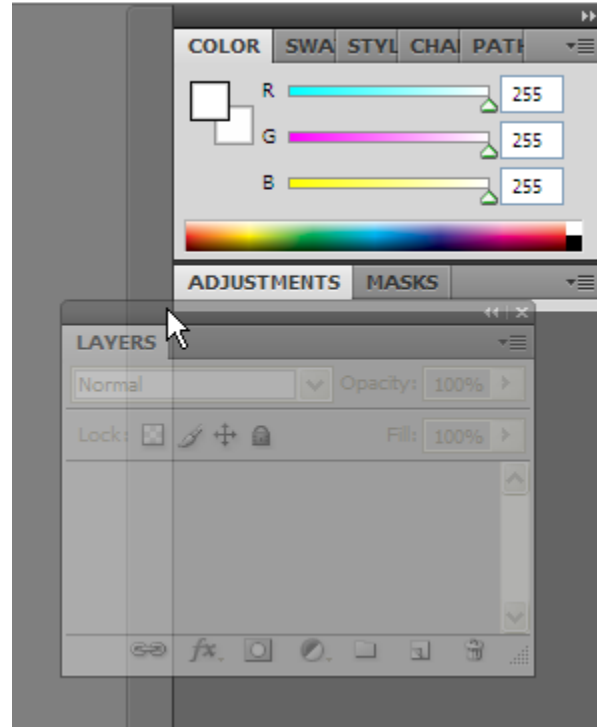 COLOR SWA STYL CHA PATH
R 255
G 255
B 255
ADJUSTMENTS MASKS
LAYERS
Normal Opacity: 100%
Lock: Fill: 100%
fx.